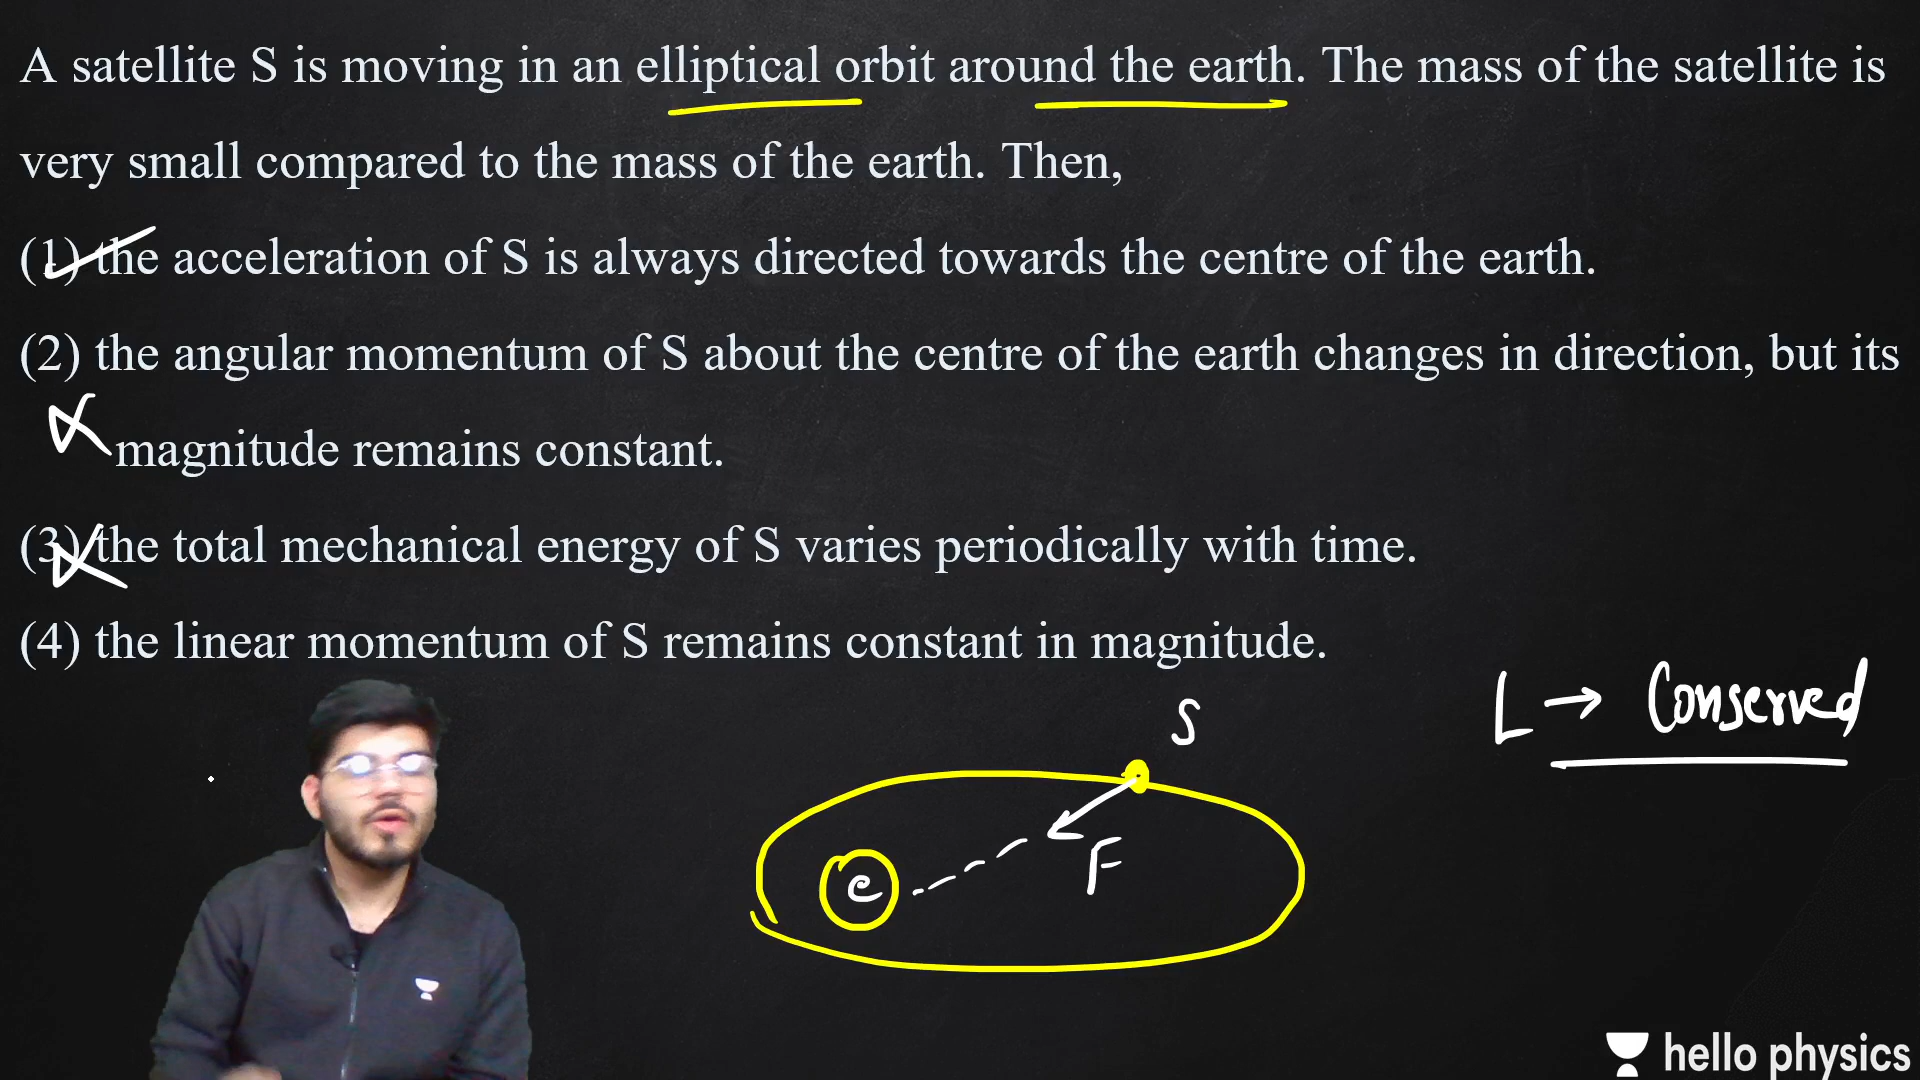 A satellite S is moving in an elliptical orbit around the earth. The mass of the satellite is
very small compared to the mass of the earth. Then,
(1) the acceleration of S is always directed towards the centre of the earth.
(2) the angular momentum of S about the centre of the earth changes in direction, but its
magnitude remains constant.
(3) the total mechanical energy of S varies periodically with time.
(4) the linear momentum of S remains constant in magnitude.
L → Conserved
S
F
e
hello physics